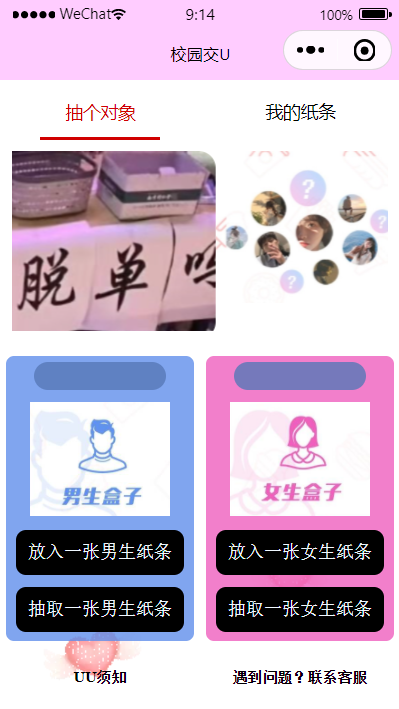 WeChat 9:14 100%
校园交U
抽个对象 我的纸条
脱单吗
男生盒子 女生盒子
放入一张男生纸条 放入一张女生纸条
抽取一张男生纸条 抽取一张女生纸条
UU须知 遇到问题？联系客服